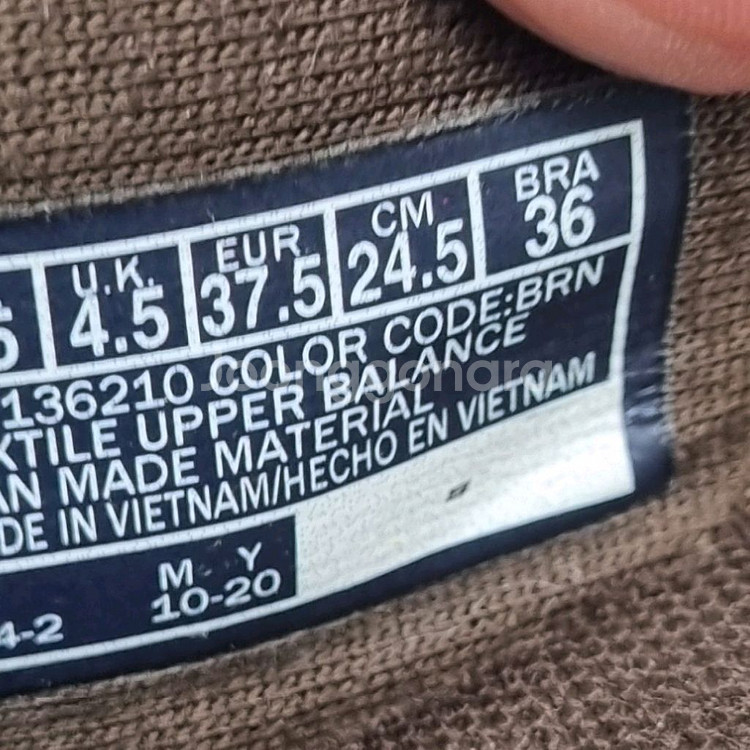 U.K. EUR CM BRA
4.5 37.5 24.5 36
136210 COLOR CODE:BRN
XTILE UPPER BALANCE
AN MADE MATERIAL
DE IN VIETNAM/HECHO EN VIETNAM
M Y
4-2 10-20
Joonggonara